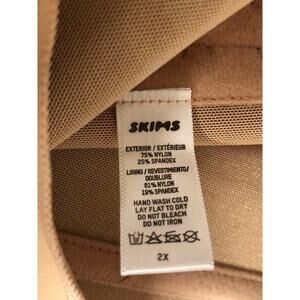 SKIMS
EXTERIOR / EXTÉRIEUR
75% NYLON
25% SPANDEX
LINING / REVESTIMIENTO/
DOUBLURE
81% NYLON
19% SPANDEX
HAND WASH COLD
LAY FLAT TO DRY
DO NOT BLEACH
DO NOT IRON
2X